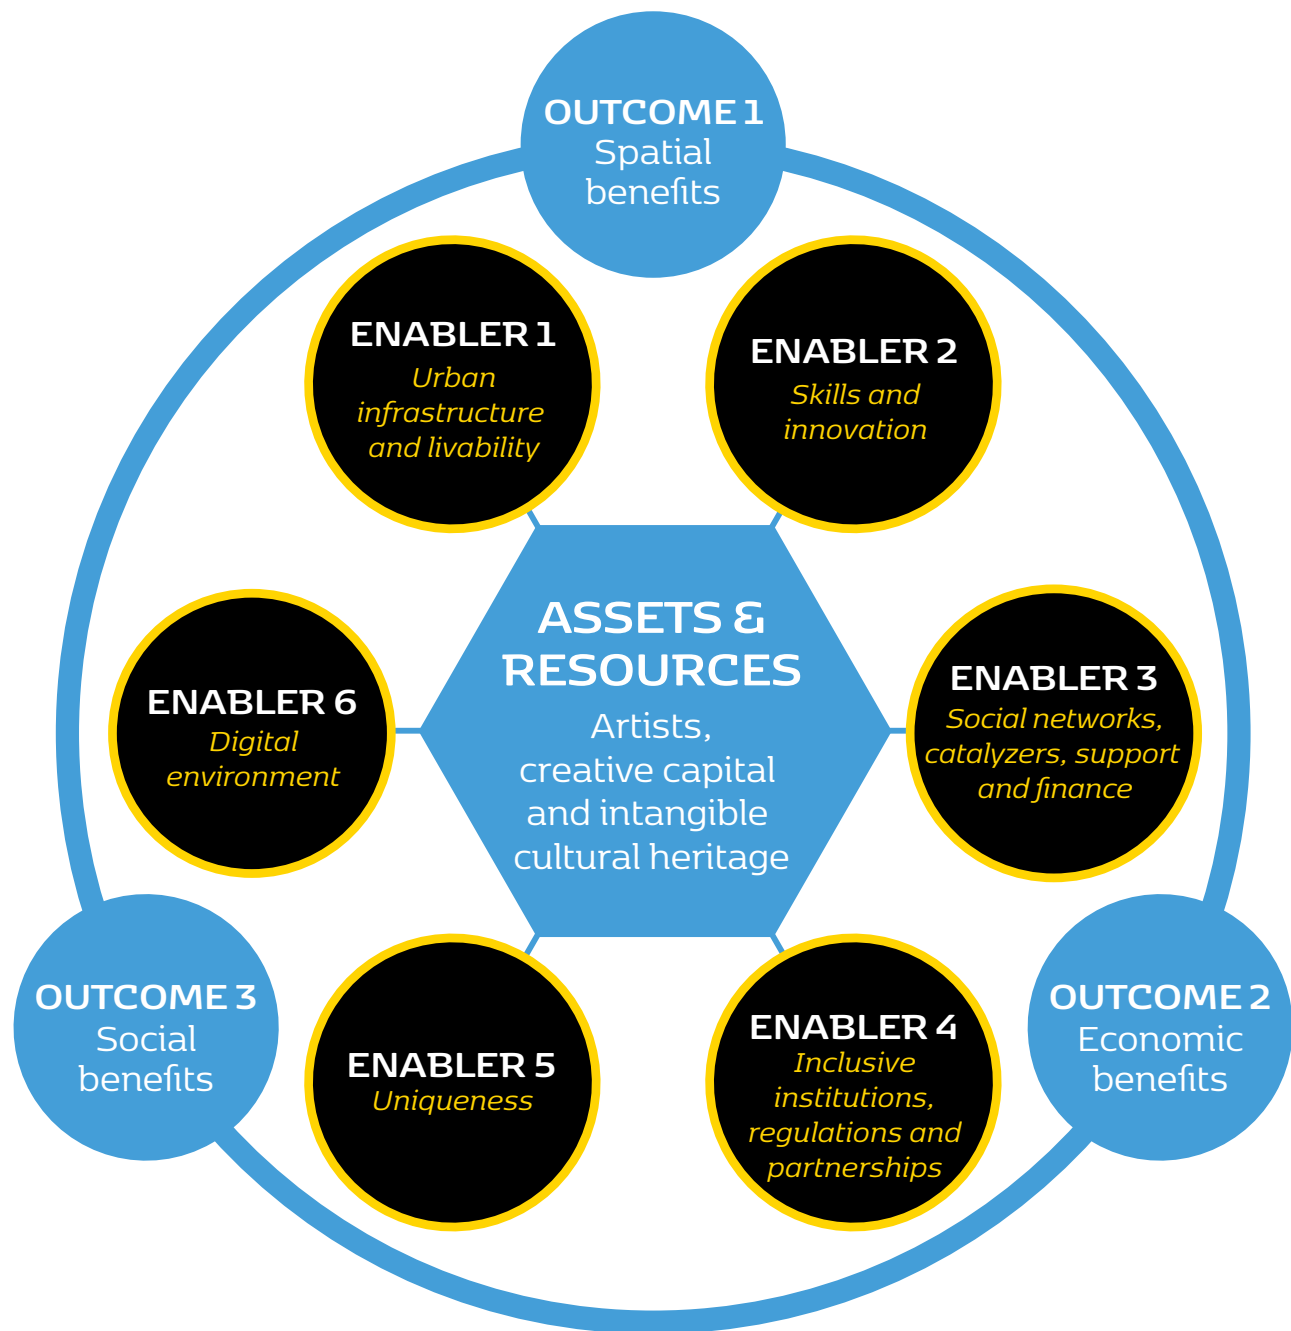 OUTCOME 1
Spatial
benefits
ENABLER 1
Urban
infrastructure
and livability
ENABLER 2
Skills and
innovation
ASSETS &
RESOURCES
Artists,
creative capital
and intangible
cultural heritage
ENABLER 3
Social networks,
catalyzers, support
and finance
ENABLER 6
Digital
environment
OUTCOME 3
Social
benefits
OUTCOME 2
Economic
benefits
ENABLER 5
Uniqueness
ENABLER 4
Inclusive
institutions,
regulations and
partnerships